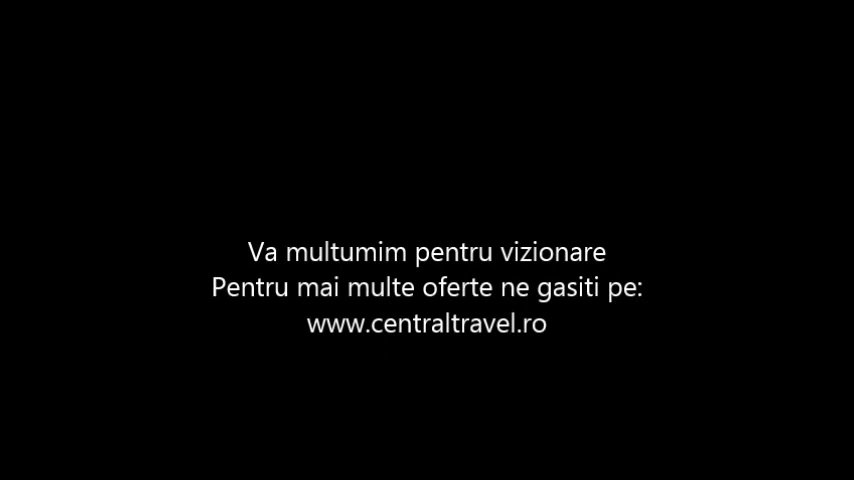 Va multumim pentru vizionare
Pentru mai multe oferte ne gasiti pe:
www.centraltravel.ro